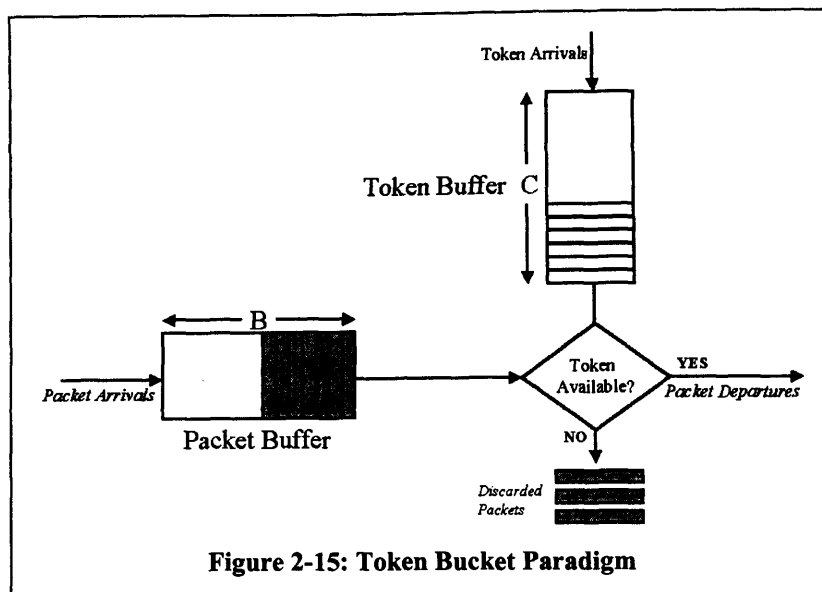 Token Arrivals
Token Buffer C
B
Packet Arrivals
Packet Buffer
Token
Available?
YES
Packet Departures
NO
Discarded
Packets
Figure 2-15: Token Bucket Paradigm